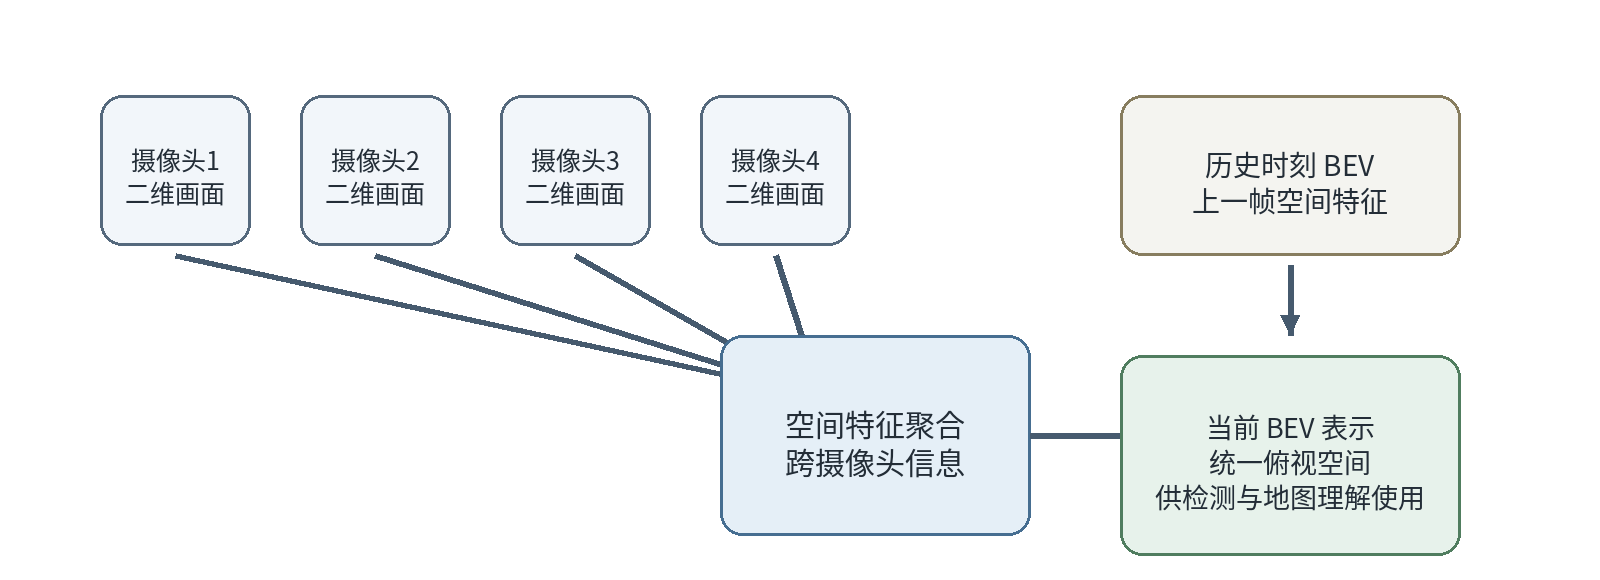 摄像头1
二维画面
摄像头2
二维画面
摄像头3
二维画面
摄像头4
二维画面
历史时刻 BEV
上一帧空间特征
空间特征聚合
跨摄像头信息
当前 BEV 表示
统一俯视空间
供检测与地图理解使用